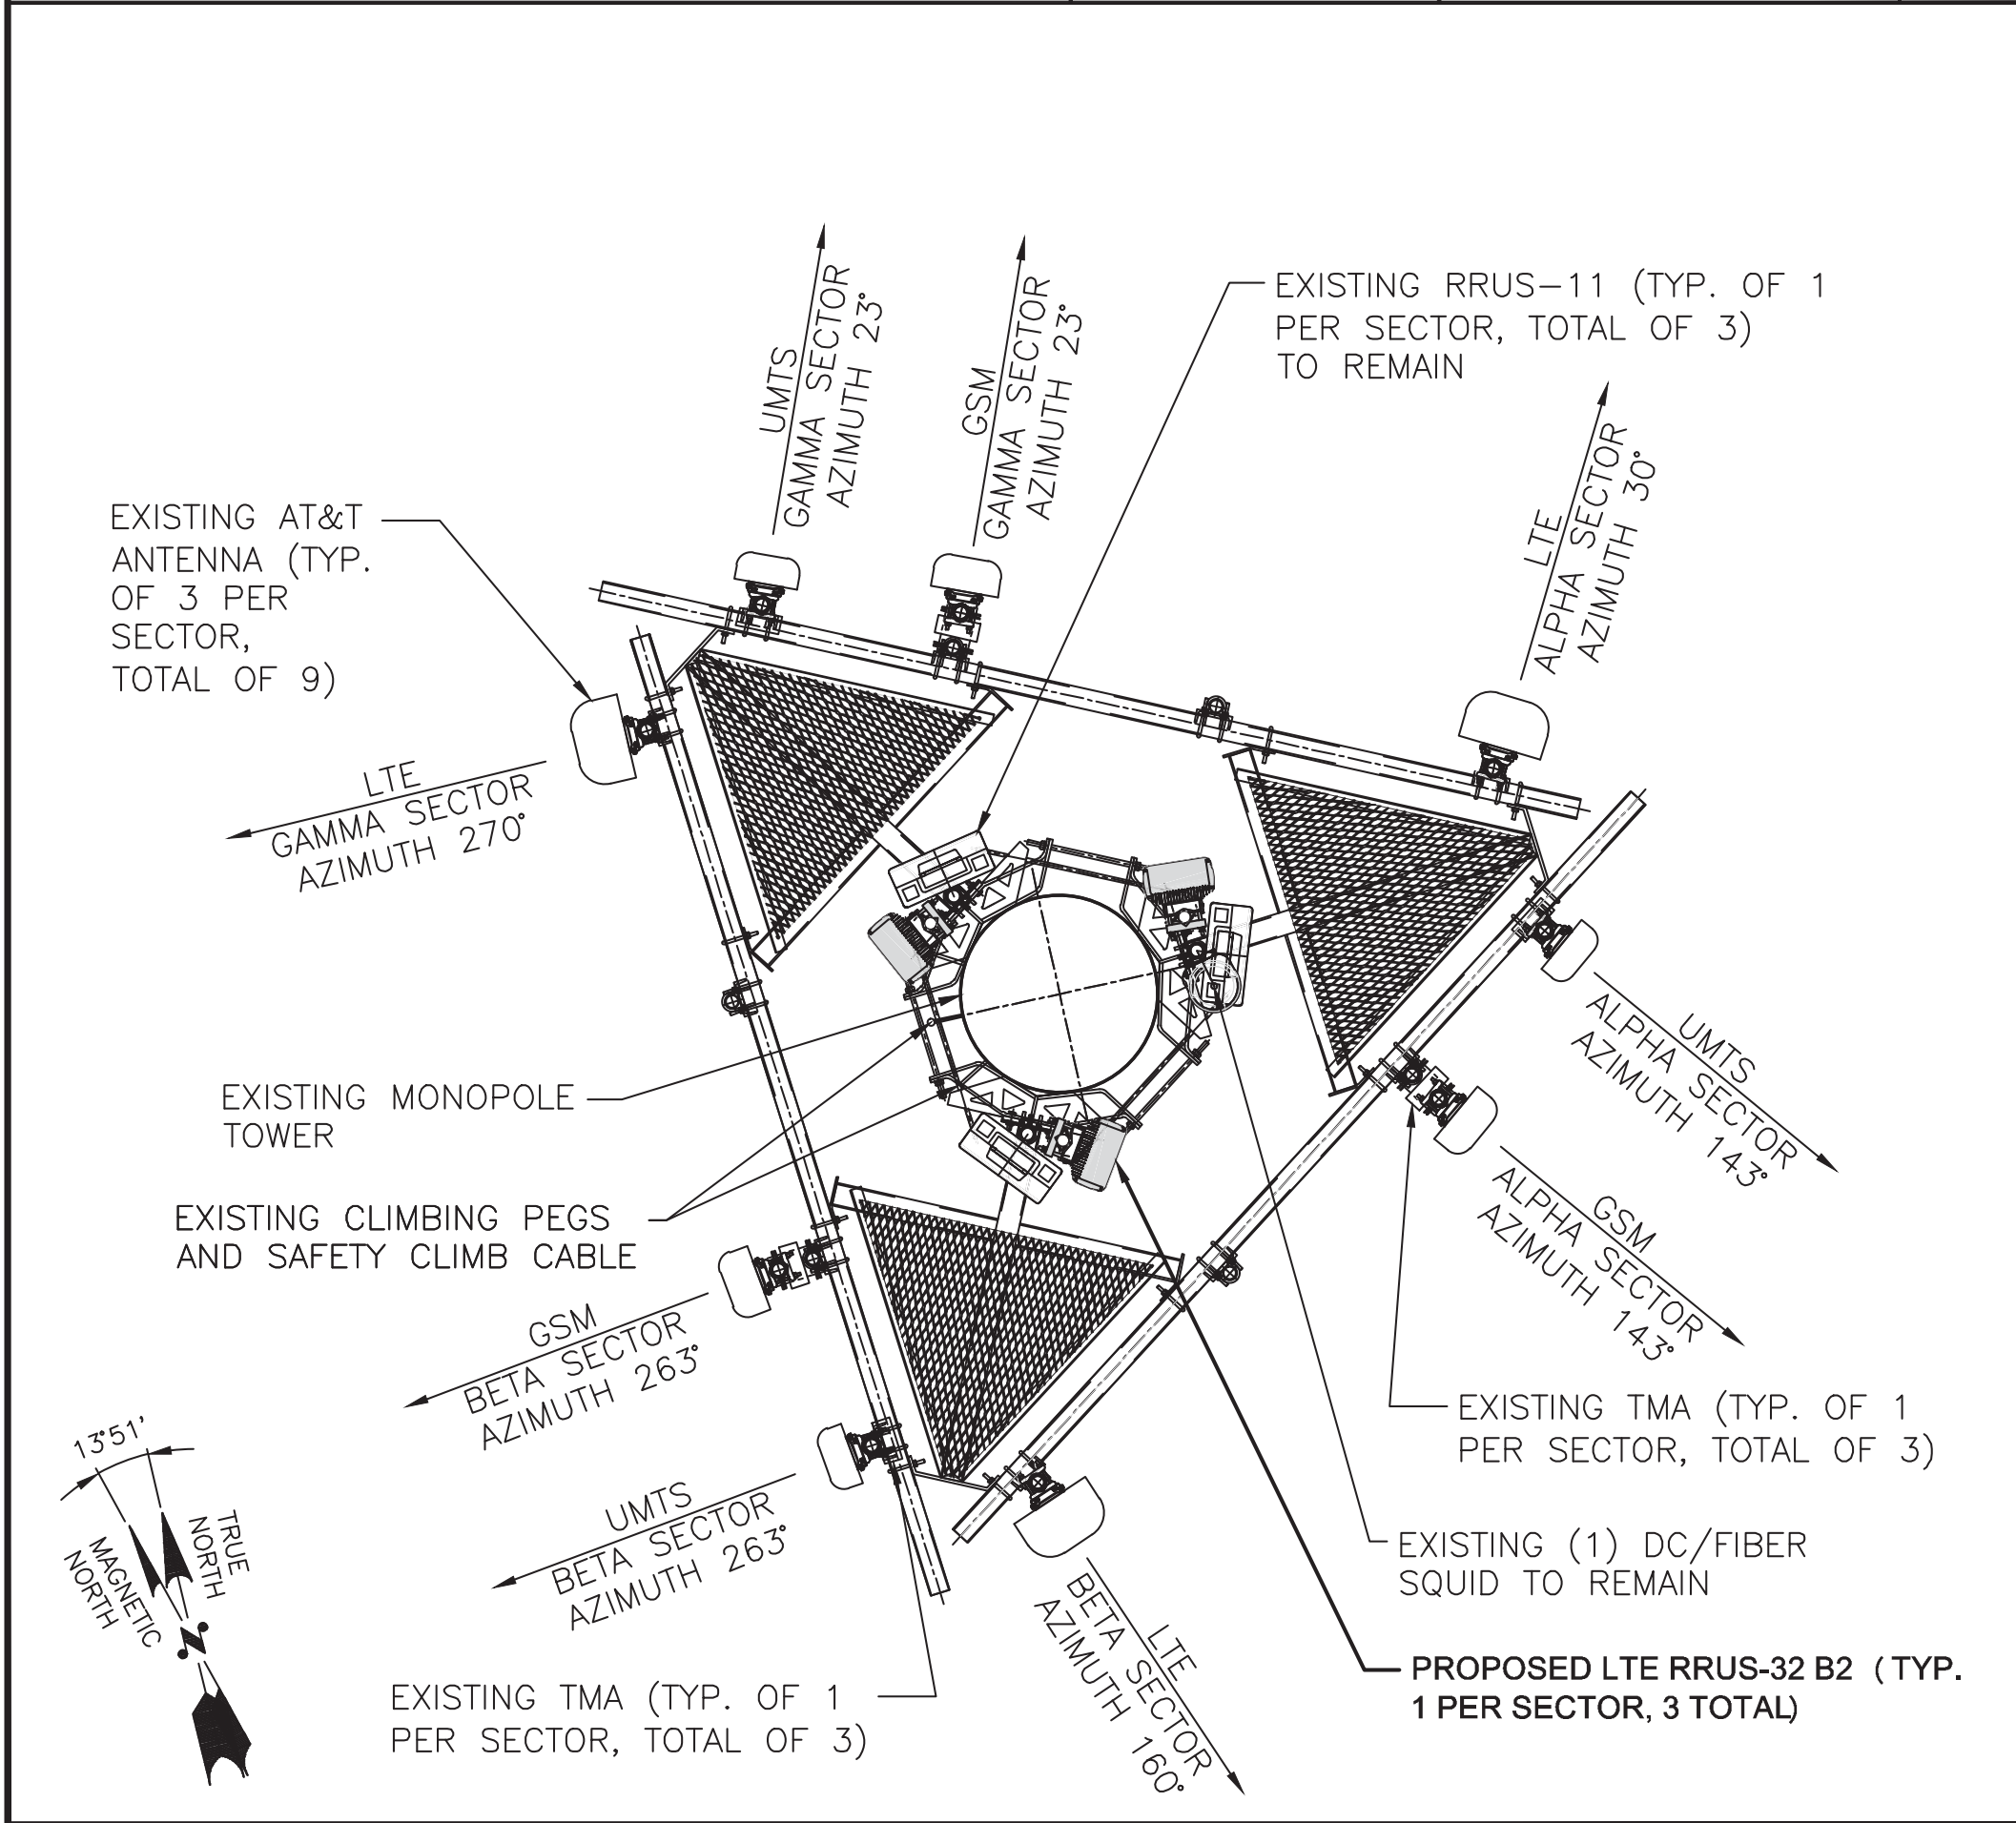 UMTS
GAMMA SECTOR
AZIMUTH 23°
GSM
GAMMA SECTOR
AZIMUTH 23°
EXISTING RRUS-11 (TYP. OF 1
PER SECTOR, TOTAL OF 3)
TO REMAIN
LTE
ALPHA SECTOR
AZIMUTH 30°
EXISTING AT&T
ANTENNA (TYP.
OF 3 PER
SECTOR,
TOTAL OF 9)
LTE
GAMMA SECTOR
AZIMUTH 270°
UMTS
ALPHA SECTOR
AZIMUTH 143°
EXISTING MONOPOLE
TOWER
GSM
ALPHA SECTOR
AZIMUTH 143°
EXISTING CLIMBING PEGS
AND SAFETY CLIMB CABLE
GSM
BETA SECTOR
AZIMUTH 263°
EXISTING TMA (TYP. OF 1
PER SECTOR, TOTAL OF 3)
UMTS
BETA SECTOR
AZIMUTH 263°
13°51'
TRUE
NORTH
MAGNETIC
NORTH
N
EXISTING (1) DC/FIBER
SQUID TO REMAIN
LTE
BETA SECTOR
AZIMUTH 160°
PROPOSED LTE RRUS-32 B2 (TYP.
1 PER SECTOR, 3 TOTAL)
EXISTING TMA (TYP. OF 1
PER SECTOR, TOTAL OF 3)